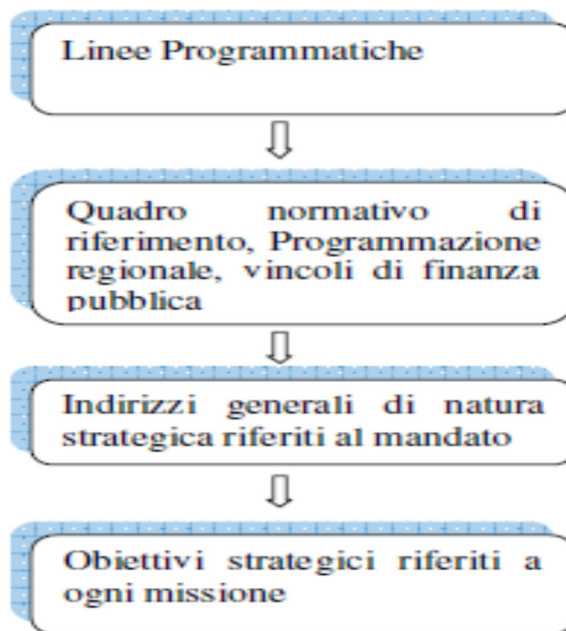 Linee Programmatiche
Quadro normativo di
riferimento, Programmazione
regionale, vincoli di finanza
pubblica
Indirizzi generali di natura
strategica riferiti al mandato
Obiettivi strategici riferiti a
ogni missione